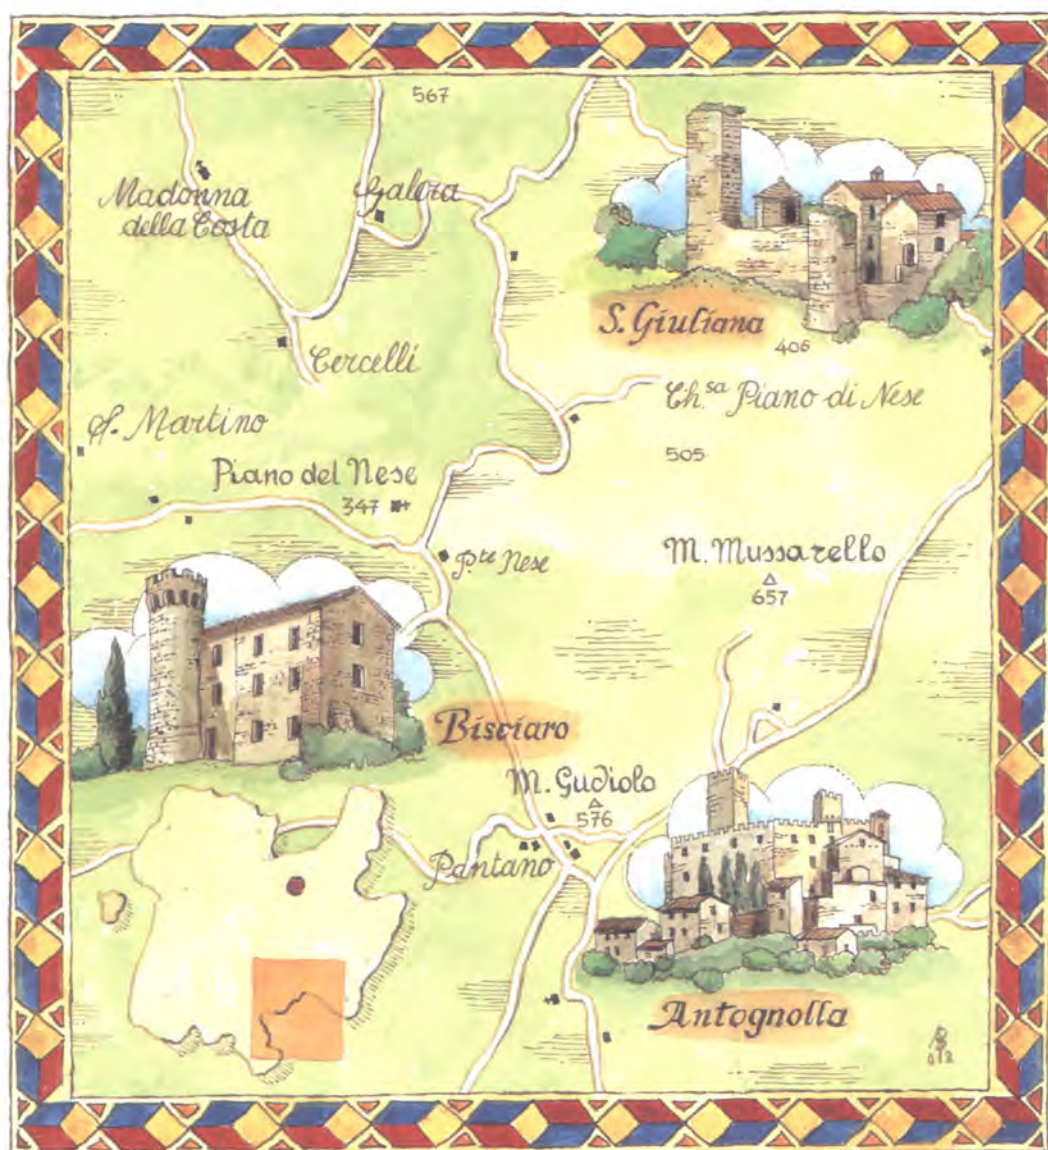 567
Madonna
della Costa
Galera
S. Giuliana
406
Cercelli
Ch.sa Piano di Nese
S. Martino
505
Piano del Nese
347
P.te Nese
M. Mussarello
657
Bisciaro
M. Gudiolo
576
Pantano
Antognolla